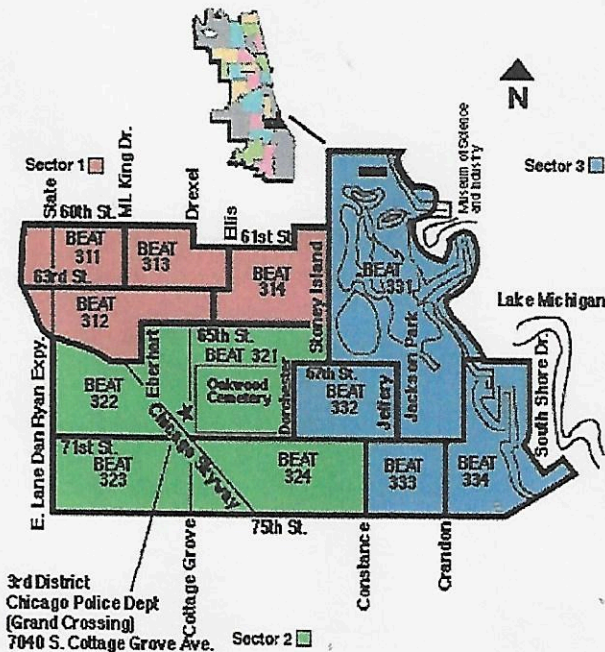 N
Sector 1
Sector 3
Museum of Science
and Industry
State
ML King Dr.
Drexel
Ellis
60th St.
61st St
BEAT
311
BEAT
313
BEAT
314
63rd St.
BEAT
312
Stoney Island
BEAT
331
Jackson Park
Lake Michigan
South Shore Dr.
E. Lane Dan Ryan Expy.
Eberhart
65th St.
BEAT 321
Oakwood
Cemetery
Dorchester
67th St.
BEAT
332
Jeffery
BEAT
322
Chicago Skyway
71st St.
BEAT
323
BEAT
324
BEAT
333
BEAT
334
75th St.
Cottage Grove
Constance
Crandon
3rd District
Chicago Police Dept
(Grand Crossing)
7040 S. Cottage Grove Ave.
Sector 2